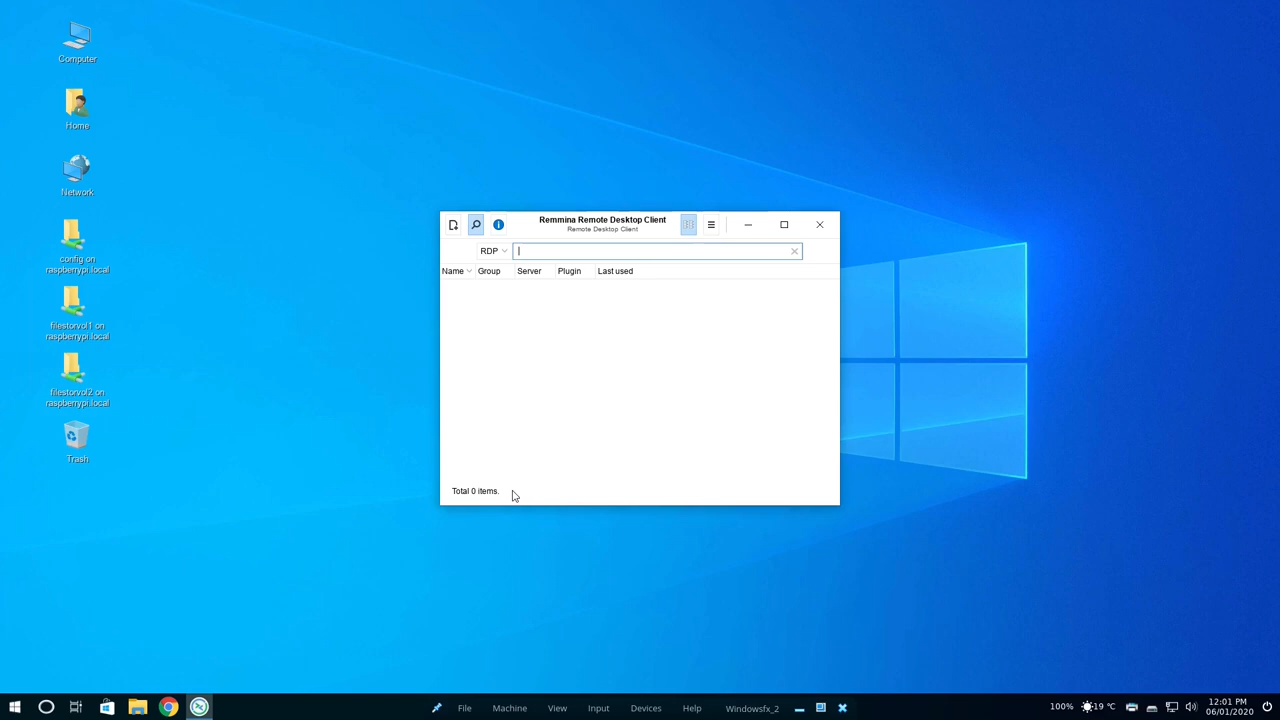 Computer
Home
Network
config on
raspberrypi.local
filestorvol1 on
raspberrypi.local
filestorvol2 on
raspberrypi.local
Trash
Remmina Remote Desktop Client
Remote Desktop Client
RDP
Name Group Server Plugin Last used
Total 0 items.
File Machine View Input Devices Help Windowsfx_2
100% 19 °C 12:01 PM
06/01/2020